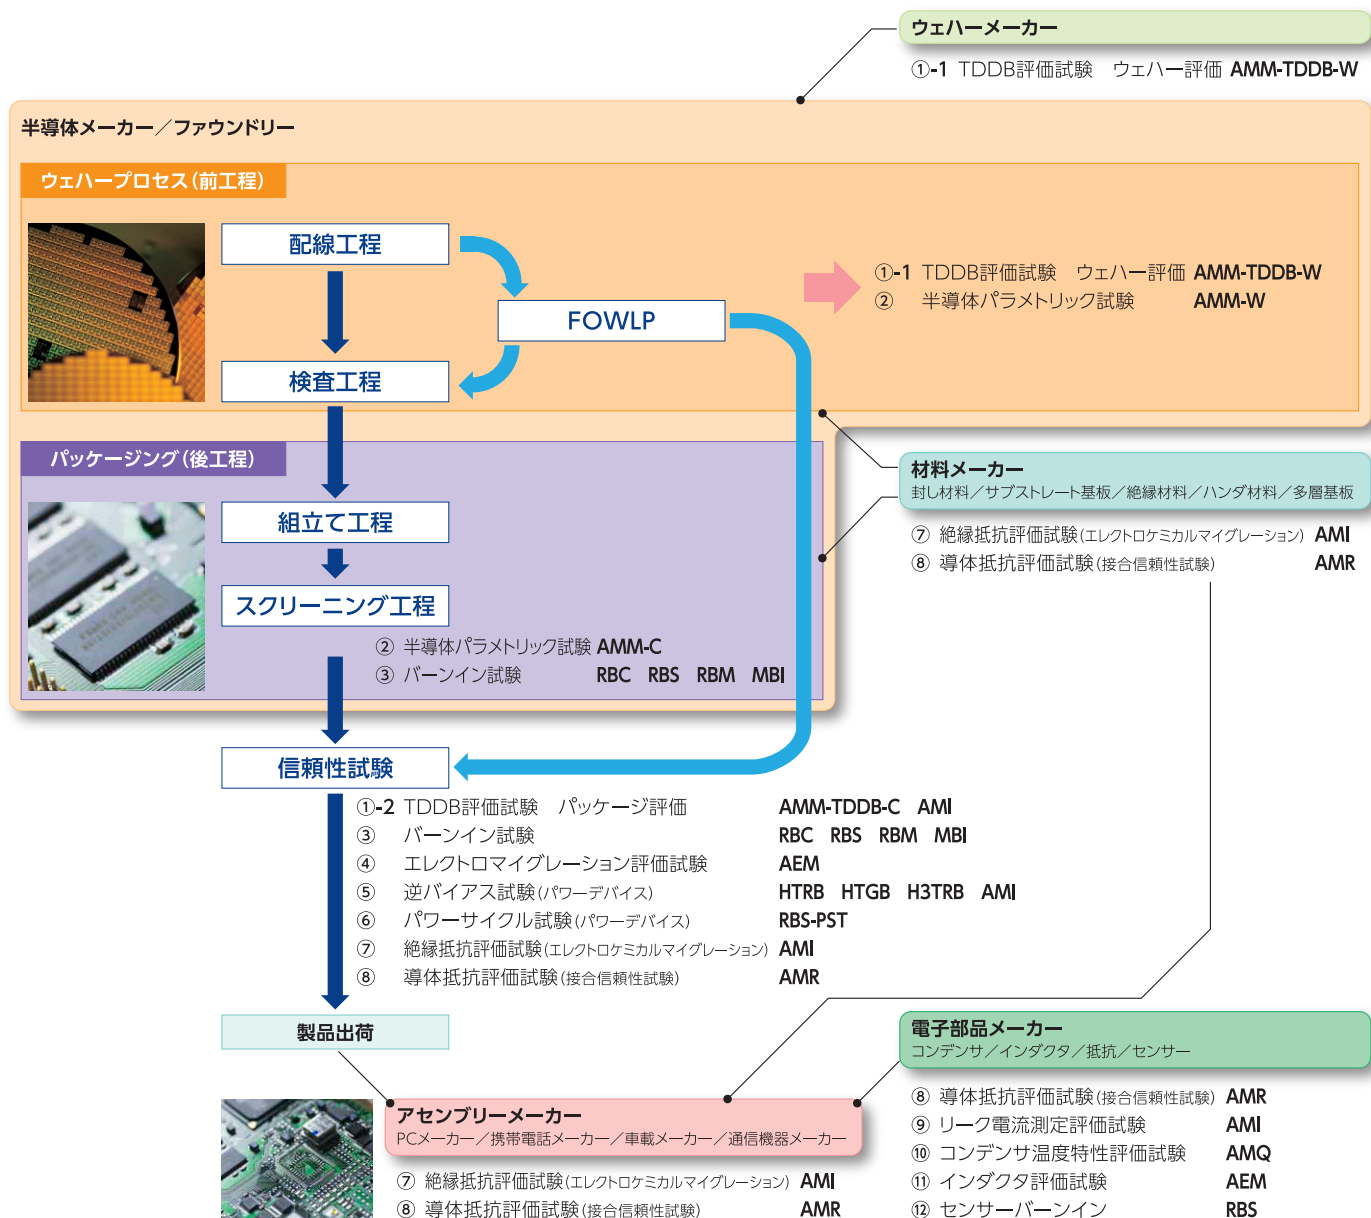 ウェハーメーカー
①-1 TDDB評価試験 ウェハー評価 AMM-TDDB-W
半導体メーカー／ファウンドリー
ウェハープロセス（前工程）
配線工程
FOWLP
検査工程
①-1 TDDB評価試験 ウェハー評価 AMM-TDDB-W
② 半導体パラメトリック試験 AMM-W
パッケージング（後工程）
組立て工程
スクリーニング工程
② 半導体パラメトリック試験 AMM-C
③ バーンイン試験 RBC RBS RBM MBI
材料メーカー
封し材料／サブストレート基板／絶縁材料／ハンダ材料／多層基板
⑦ 絶縁抵抗評価試験（エレクトロケミカルマイグレーション） AMI
⑧ 導体抵抗評価試験（接合信頼性試験） AMR
信頼性試験
①-2 TDDB評価試験 パッケージ評価 AMM-TDDB-C AMI
③ バーンイン試験 RBC RBS RBM MBI
④ エレクトロマイグレーション評価試験 AEM
⑤ 逆バイアス試験（パワーデバイス） HTRB HTGB H3TRB AMI
⑥ パワーサイクル試験（パワーデバイス） RBS-PST
⑦ 絶縁抵抗評価試験（エレクトロケミカルマイグレーション） AMI
⑧ 導体抵抗評価試験（接合信頼性試験） AMR
製品出荷
アセンブリーメーカー
PCメーカー／携帯電話メーカー／車載メーカー／通信機器メーカー
⑦ 絶縁抵抗評価試験（エレクトロケミカルマイグレーション） AMI
⑧ 導体抵抗評価試験（接合信頼性試験） AMR
電子部品メーカー
コンデンサ／インダクタ／抵抗／センサー
⑧ 導体抵抗評価試験（接合信頼性試験） AMR
⑨ リーク電流測定評価試験 AMI
⑩ コンデンサ温度特性評価試験 AMQ
⑪ インダクタ評価試験 AEM
⑫ センサーバーンイン RBS